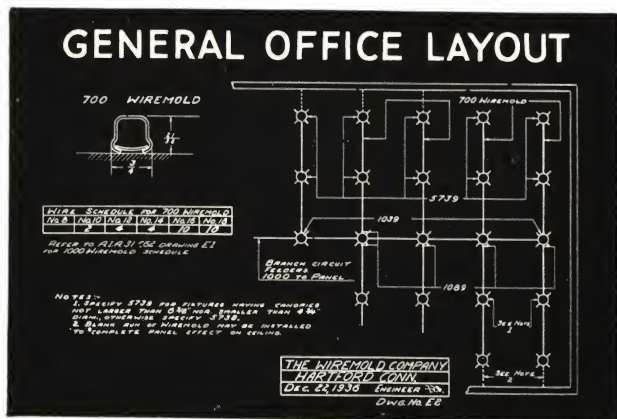 GENERAL OFFICE LAYOUT
700 WIREMOLD
3/4
WIRE SCHEDULE FOR 700 WIREMOLD
No.8 No.10 No.12 No.14 No.16 No.18
2 4 4 10 10
REFER TO A.I.A. 31 C62 DRAWING E1
FOR 1000 WIREMOLD SCHEDULE
NOTES:-
1. SPECIFY 5739 FOR FIXTURES HAVING CANOPIES
NOT LARGER THAN NOR SMALLER THAN 4 3/4"
DIAM., OTHERWISE SPECIFY 5738.
2. BLANK RUN OF WIREMOLD MAY BE INSTALLED
TO COMPLETE PANEL EFFECT ON CEILING.
700 WIREMOLD
5739
1039
BRANCH CIRCUIT
FEEDERS
1000 TO PANEL
1089
SEE NOTE
1
SEE NOTE
2
THE WIREMOLD COMPANY
HARTFORD CONN.
DEC. 22, 1936 ENGINEER
DWG. No. E2